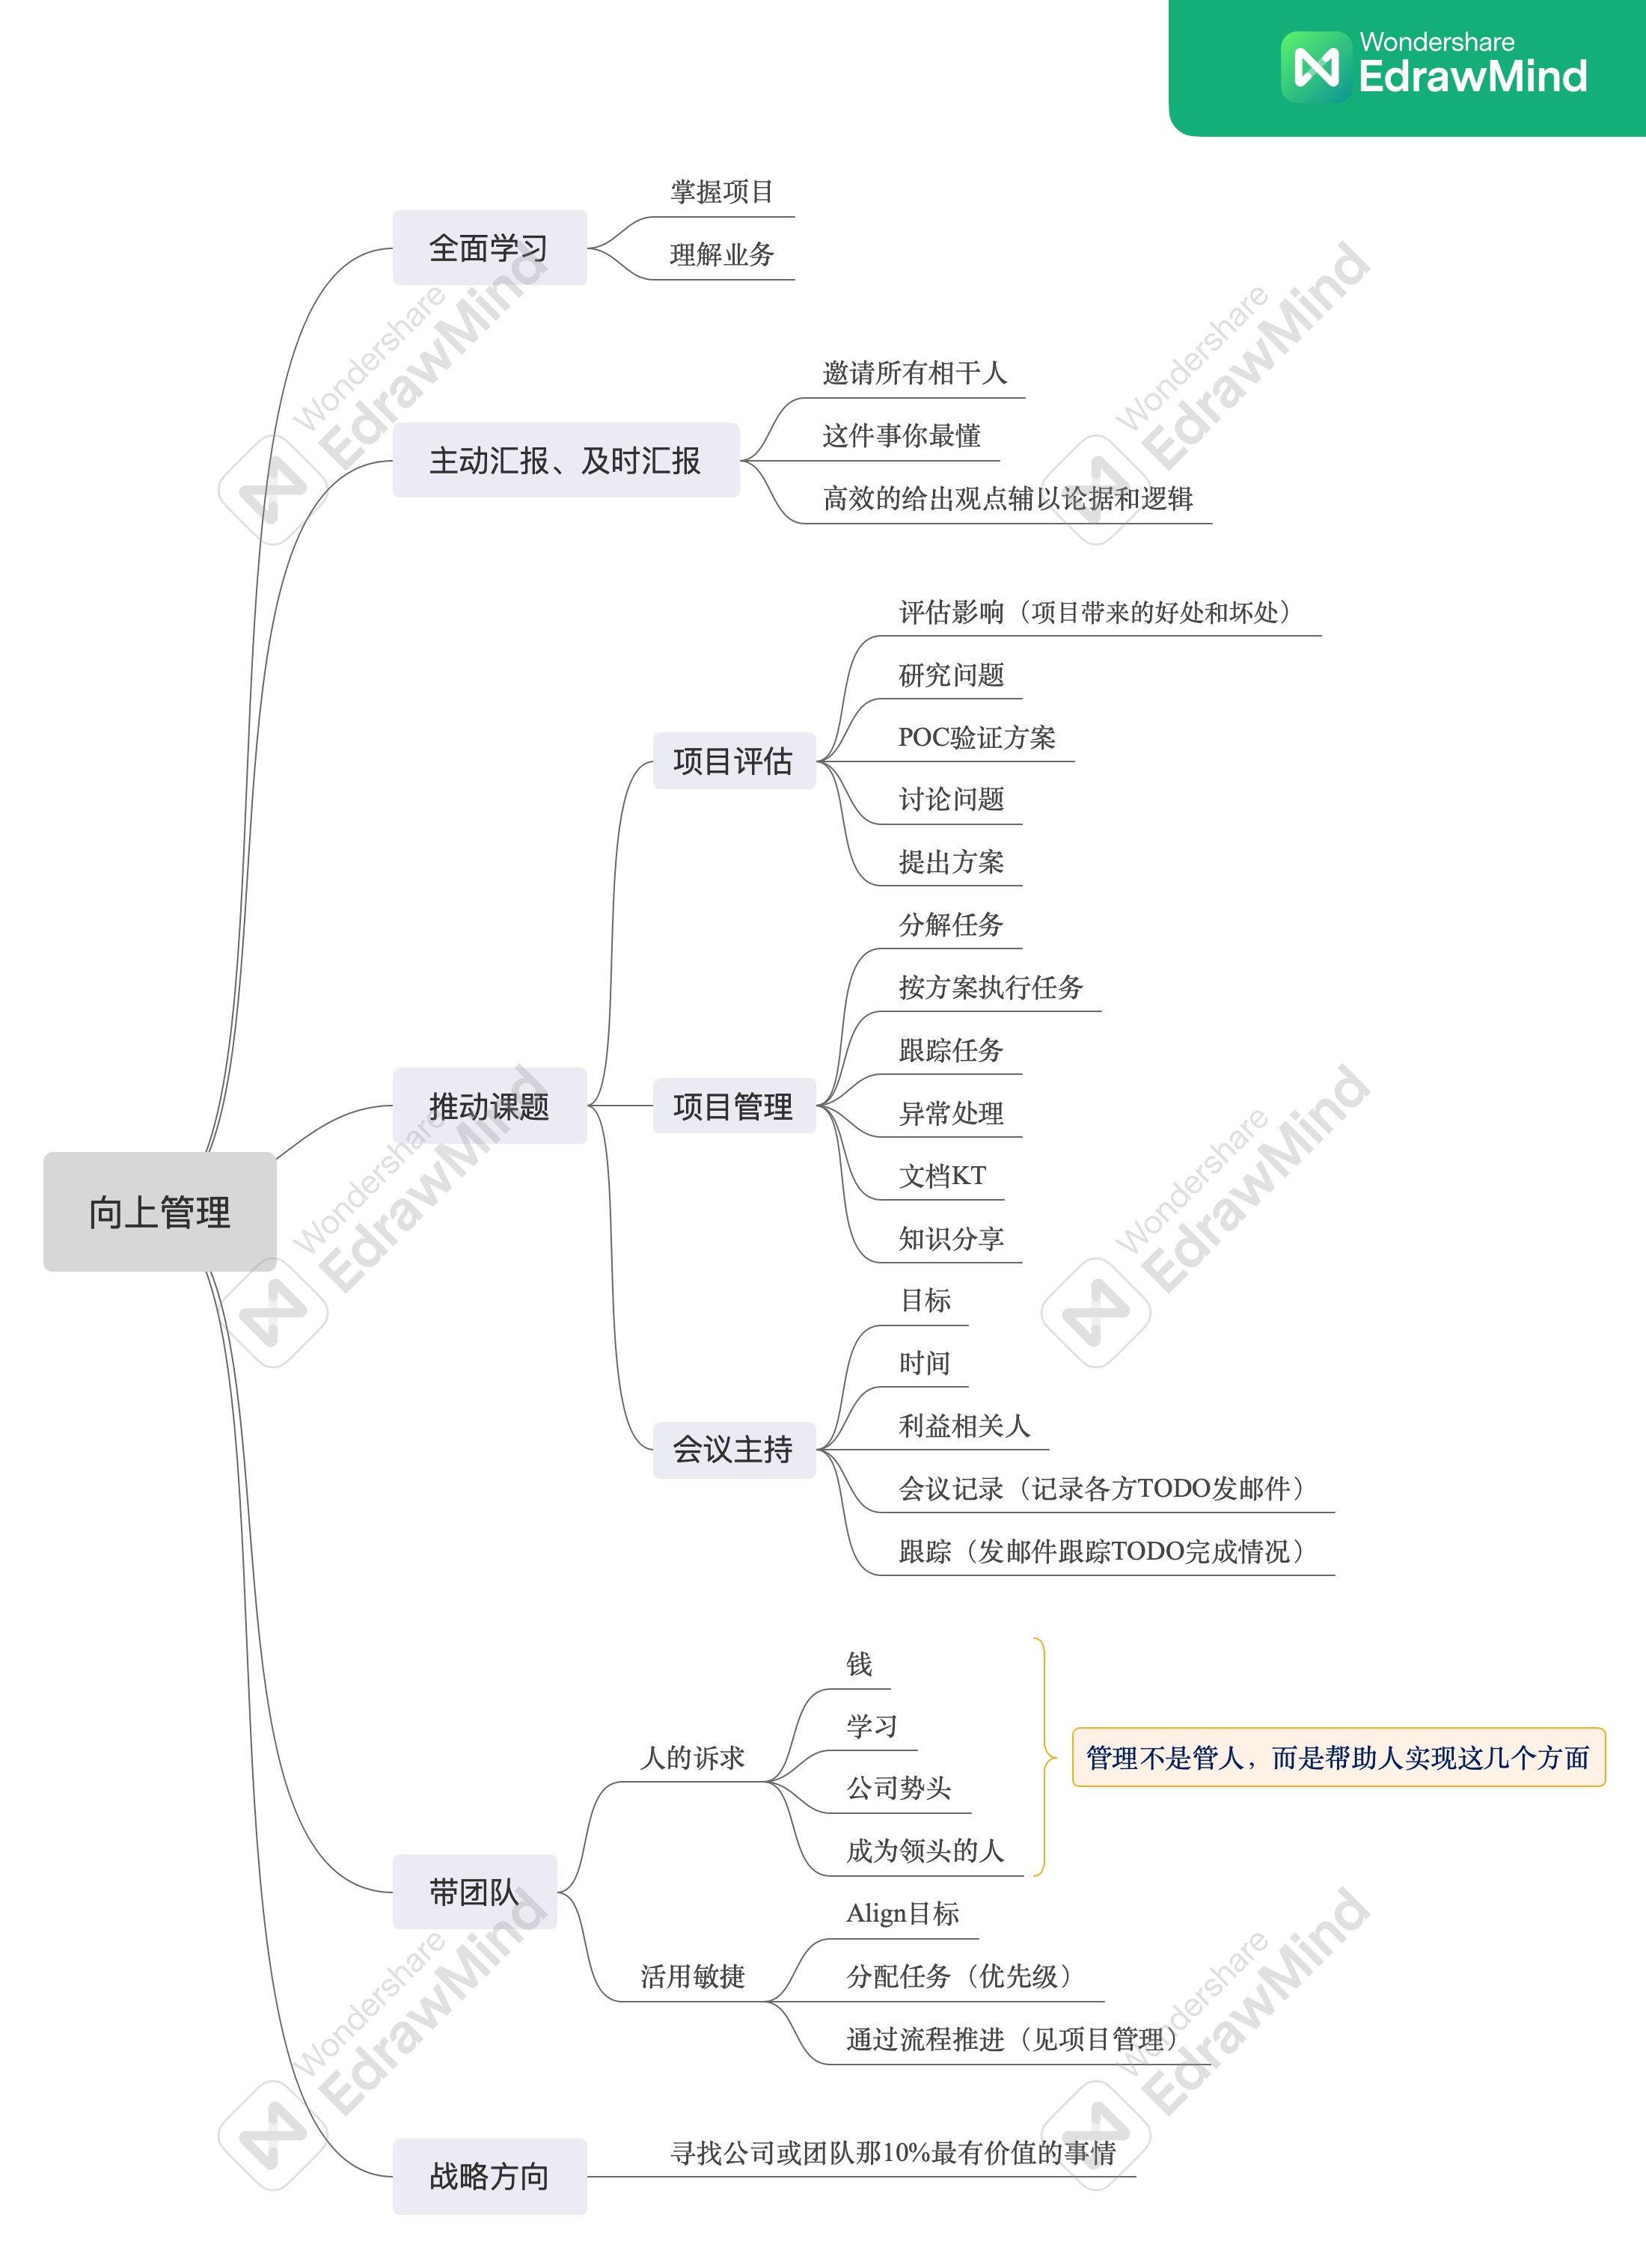 Wondershare
EdrawMind
向上管理
全面学习
掌握项目
理解业务
主动汇报、及时汇报
邀请所有相干人
这件事你最懂
高效的给出观点辅以论据和逻辑
推动课题
项目评估
评估影响（项目带来的好处和坏处）
研究问题
POC验证方案
讨论问题
提出方案
项目管理
分解任务
按方案执行任务
跟踪任务
异常处理
文档KT
知识分享
会议主持
目标
时间
利益相关人
会议记录（记录各方TODO发邮件）
跟踪（发邮件跟踪TODO完成情况）
带团队
人的诉求
钱
学习
公司势头
成为领头的人
管理不是管人，而是帮助人实现这几个方面
活用敏捷
Align目标
分配任务（优先级）
通过流程推进（见项目管理）
战略方向
寻找公司或团队那10%最有价值的事情
Wondershare
EdrawMind
Wondershare
EdrawMind
Wondershare
EdrawMind
Wondershare
EdrawMind
Wondershare
EdrawMind
Wondershare
EdrawMind